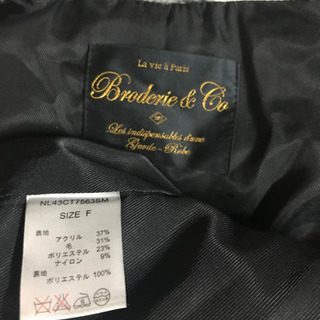 La vie à Paris
Broderie & Co
Les indispensables d'une
Garde-Robe
NL43CT7563SM
SIZE F
表地 アクリル 37%
毛 31%
ポリエステル 23%
ナイロン 9%
裏地 ポリエステル 100%